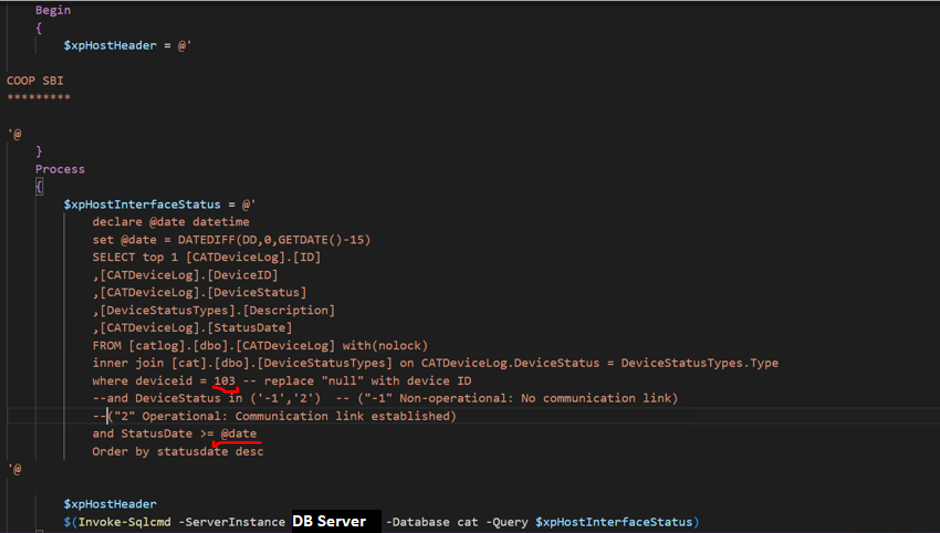 Begin
{
$xpHostHeader = @'
COOP SBI
*********
'@
}
Process
{
$xpHostInterfaceStatus = @'
declare @date datetime
set @date = DATEDIFF(DD,0,GETDATE()-15)
SELECT top 1 [CATDeviceLog].[ID]
,[CATDeviceLog].[DeviceID]
,[CATDeviceLog].[DeviceStatus]
,[DeviceStatusTypes].[Description]
,[CATDeviceLog].[StatusDate]
FROM [catlog].[dbo].[CATDeviceLog] with(nolock)
inner join [cat].[dbo].[DeviceStatusTypes] on CATDeviceLog.DeviceStatus = DeviceStatusTypes.Type
where deviceid = 103 -- replace "null" with device ID
--and DeviceStatus in ('-1','2')  -- ("-1" Non-operational: No communication link)
--("2" Operational: Communication link established)
and StatusDate >= @date
Order by statusdate desc
'@
$xpHostHeader
$(Invoke-Sqlcmd -ServerInstance DB Server -Database cat -Query $xpHostInterfaceStatus)